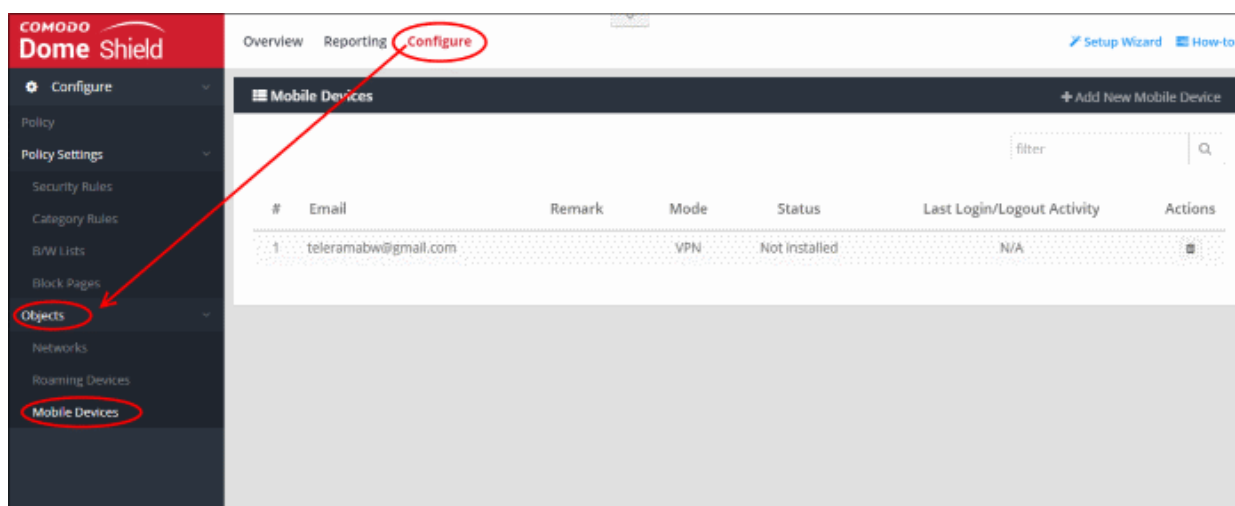 COMODO
Dome Shield
Overview Reporting Configure
Setup Wizard How-to
Configure
Policy
Policy Settings
Security Rules
Category Rules
B/W Lists
Block Pages
Objects
Networks
Roaming Devices
Mobile Devices
Mobile Devices
Add New Mobile Device
filter
# Email Remark Mode Status Last Login/Logout Activity Actions
1 teleramabw@gmail.com VPN Not installed N/A